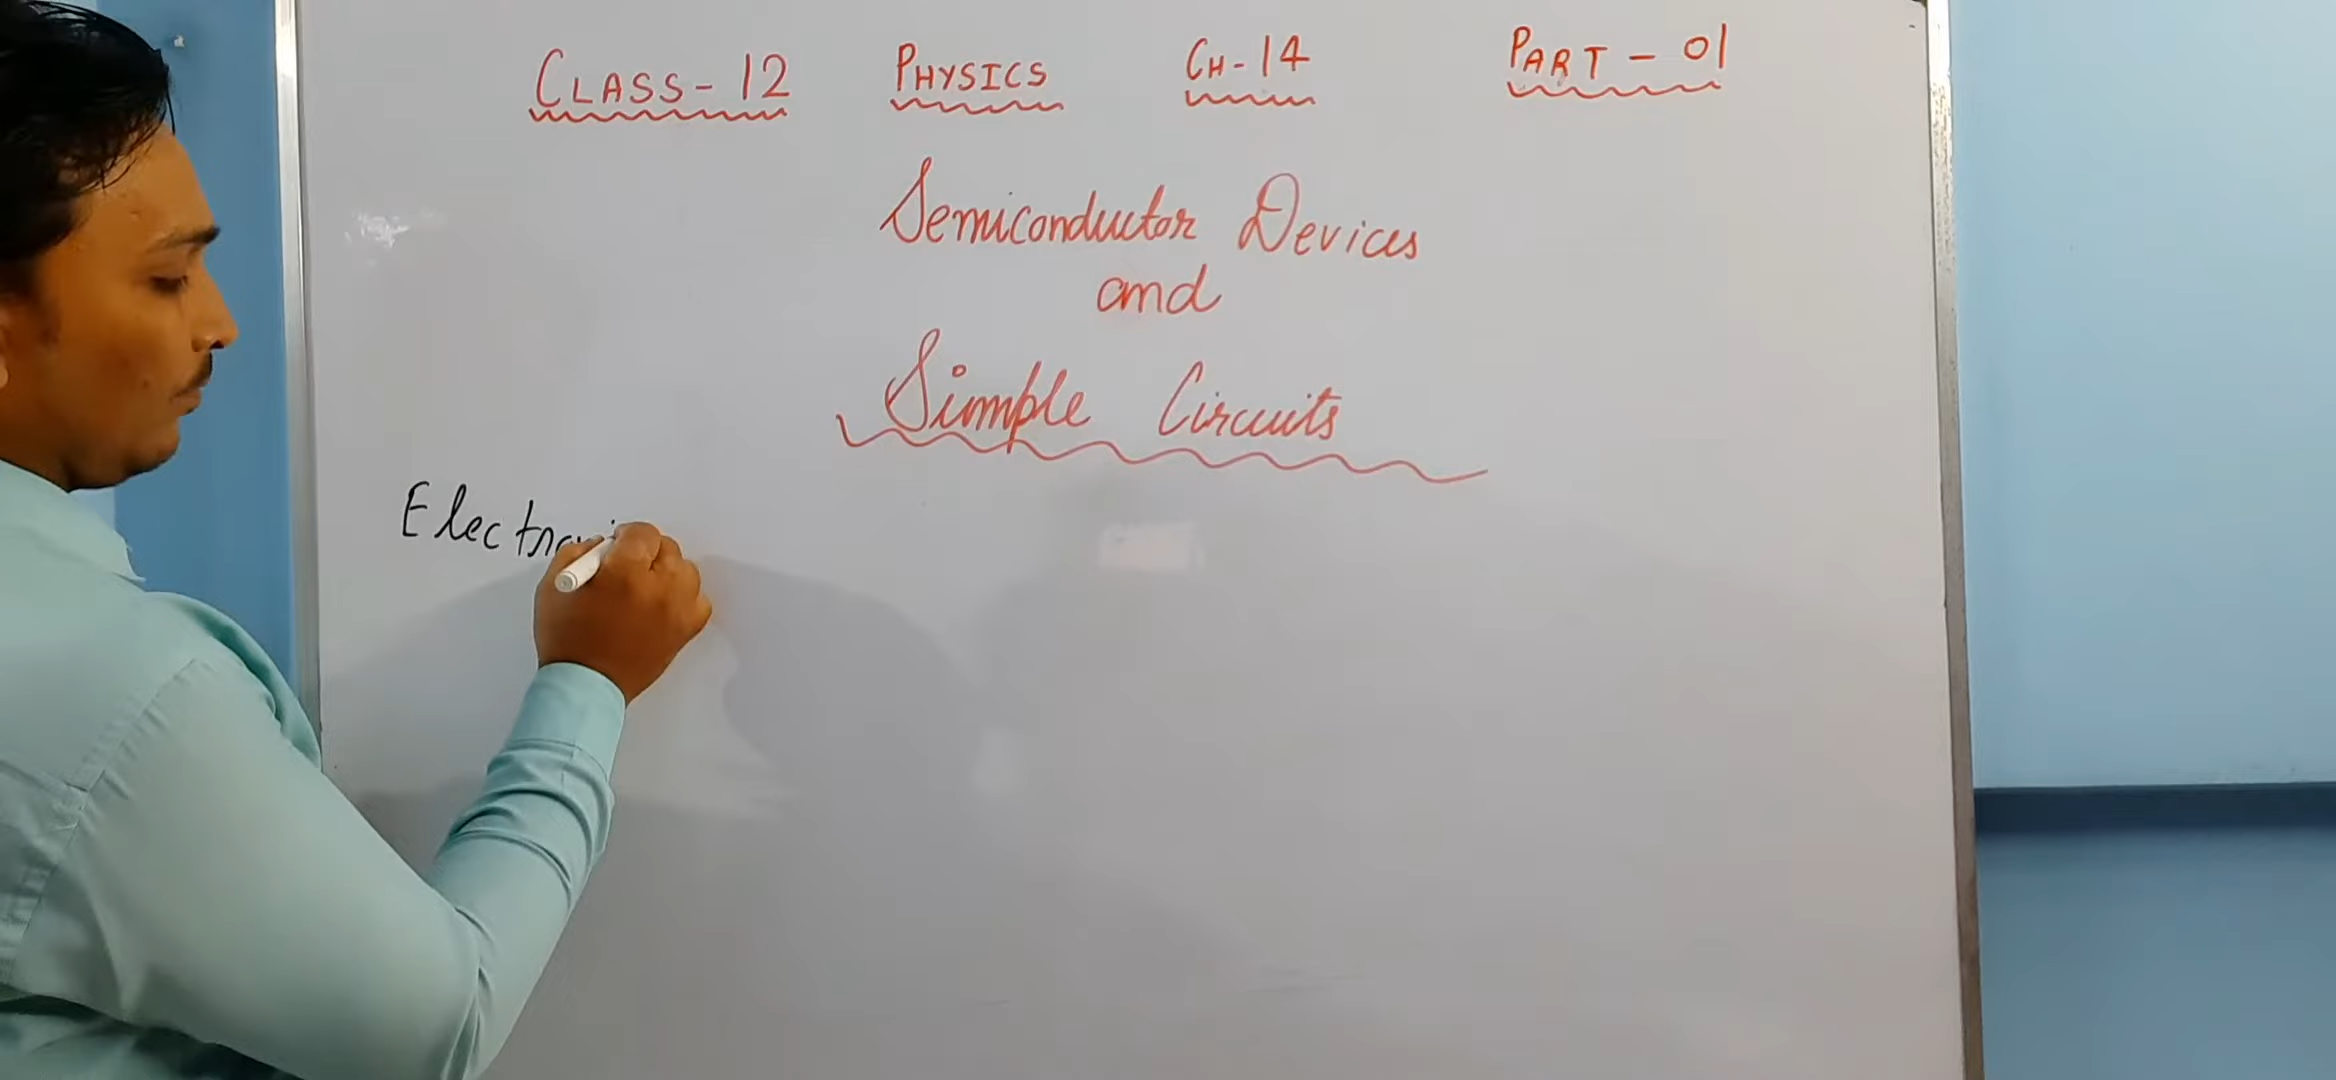 CLASS-12 PHYSICS CH-14 PART-01
Semiconductor Devices
and
Simple Circuits